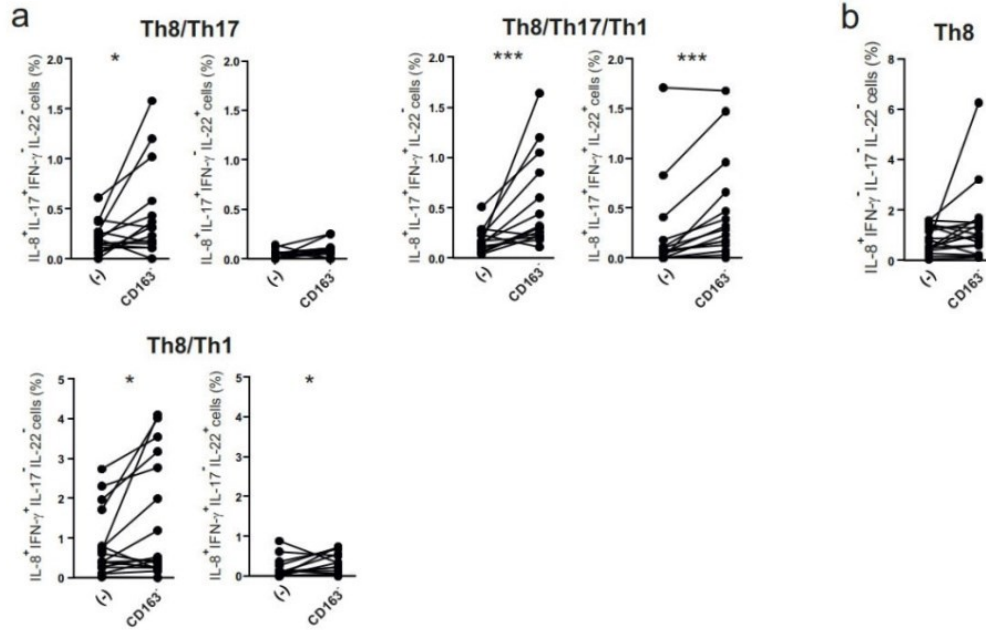 a
Th8/Th17
IL-8⁺ IL-17⁺ IFN-γ⁻ IL-22⁻ cells (%)
2.0
1.5
1.0
0.5
0.0
*
(-)
CD163⁻
IL-8⁺ IL-17⁺ IFN-γ⁻ IL-22⁺ cells (%)
2.0
1.5
1.0
0.5
0.0
(-)
CD163⁻
Th8/Th17/Th1
IL-8⁺ IL-17⁺ IFN-γ⁺ IL-22⁻ cells (%)
2.0
1.5
1.0
0.5
0.0
***
(-)
CD163⁻
IL-8⁺ IL-17⁺ IFN-γ⁺ IL-22⁺ cells (%)
2.0
1.5
1.0
0.5
0.0
***
(-)
CD163⁻
b
Th8
IL-8⁺ IFN-γ⁻ IL-17⁻ IL-22⁻ cells (%)
8
6
4
2
0
(-)
CD163⁻
Th8/Th1
IL-8⁺ IFN-γ⁺ IL-17⁻ IL-22⁻ cells (%)
5
4
3
2
1
0
*
(-)
CD163⁻
IL-8⁺ IFN-γ⁺ IL-17⁻ IL-22⁺ cells (%)
5
4
3
2
1
0
*
(-)
CD163⁻